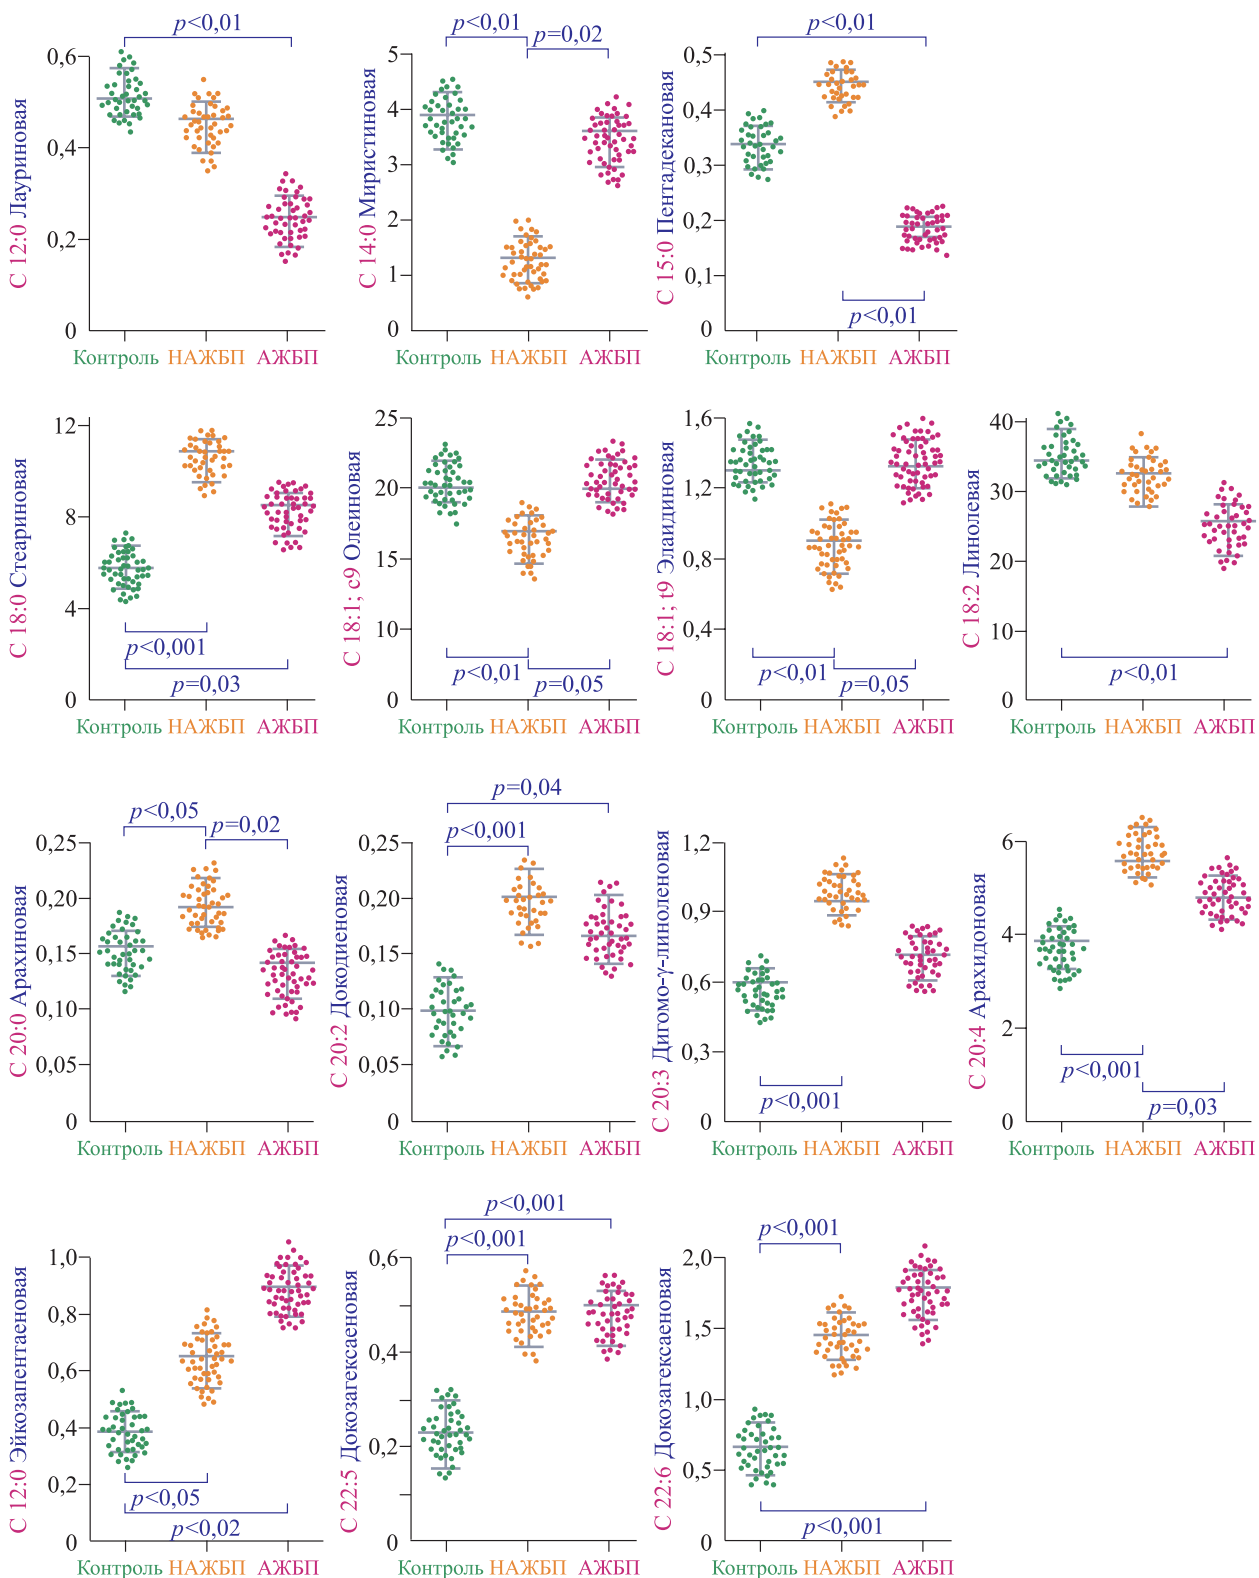 p<0,01
0,6
0,4
0,2
0
C 12:0 Лауриновая
Контроль НАЖБП АЖБП
p<0,01
p=0,02
5
4
3
2
1
0
C 14:0 Миристиновая
Контроль НАЖБП АЖБП
p<0,01
0,5
0,4
0,3
0,2
0,1
0
C 15:0 Пентадекановая
p<0,01
Контроль НАЖБП АЖБП
12
8
4
0
C 18:0 Стеариновая
p<0,001
p=0,03
Контроль НАЖБП АЖБП
25
20
15
10
0
C 18:1; c9 Олеиновая
p<0,01
p=0,05
Контроль НАЖБП АЖБП
1,6
1,2
0,8
0,4
0
C 18:1; t9 Элаидиновая
p<0,01
p=0,05
Контроль НАЖБП АЖБП
40
30
20
10
0
C 18:2 Линолевая
p<0,01
Контроль НАЖБП АЖБП
p<0,05
p=0,02
0,25
0,20
0,15
0,10
0,05
0
C 20:0 Арахиновая
Контроль НАЖБП АЖБП
p=0,04
p<0,001
0,25
0,20
0,15
0,10
0,05
0
C 20:2 Докодиеновая
Контроль НАЖБП АЖБП
1,2
0,9
0,6
0,3
0
C 20:3 Дигомо-γ-линоленовая
p<0,001
Контроль НАЖБП АЖБП
6
4
2
0
C 20:4 Арахидоновая
p<0,001
p=0,03
Контроль НАЖБП АЖБП
1,0
0,8
0,6
0,4
0,2
0
C 12:0 Эйкозапентаеновая
p<0,05
p<0,02
Контроль НАЖБП АЖБП
p<0,001
p<0,001
0,6
0,4
0,2
0
C 22:5 Докозагексаеновая
Контроль НАЖБП АЖБП
p<0,001
2,0
1,5
1,0
0,5
0
C 22:6 Докозагексаеновая
p<0,001
Контроль НАЖБП АЖБП